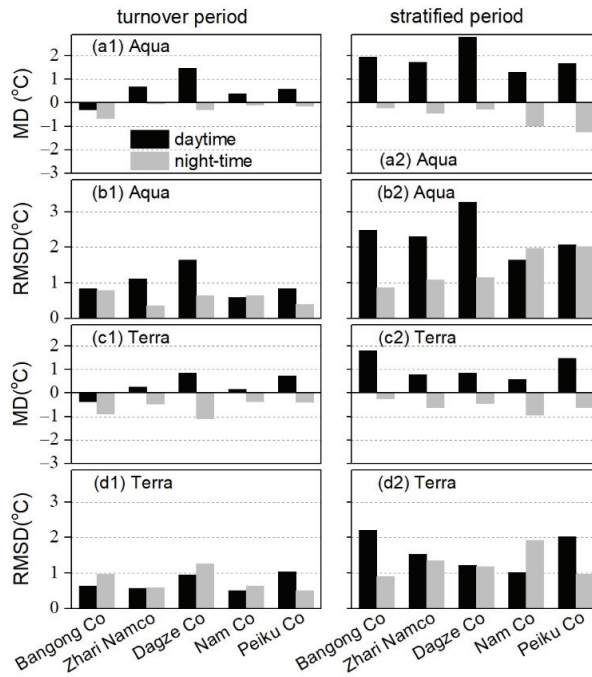 turnover period
stratified period
MD (°C)
2
1
0
−1
−2
−3
(a1) Aqua
daytime
night-time
(a2) Aqua
RMSD(°C)
3
2
1
0
(b1) Aqua
(b2) Aqua
MD(°C)
2
1
0
−1
−2
−3
(c1) Terra
(c2) Terra
RMSD(°C)
3
2
1
0
(d1) Terra
(d2) Terra
Bangong Co
Zhari Namco
Dagze Co
Nam Co
Peiku Co
Bangong Co
Zhari Namco
Dagze Co
Nam Co
Peiku Co